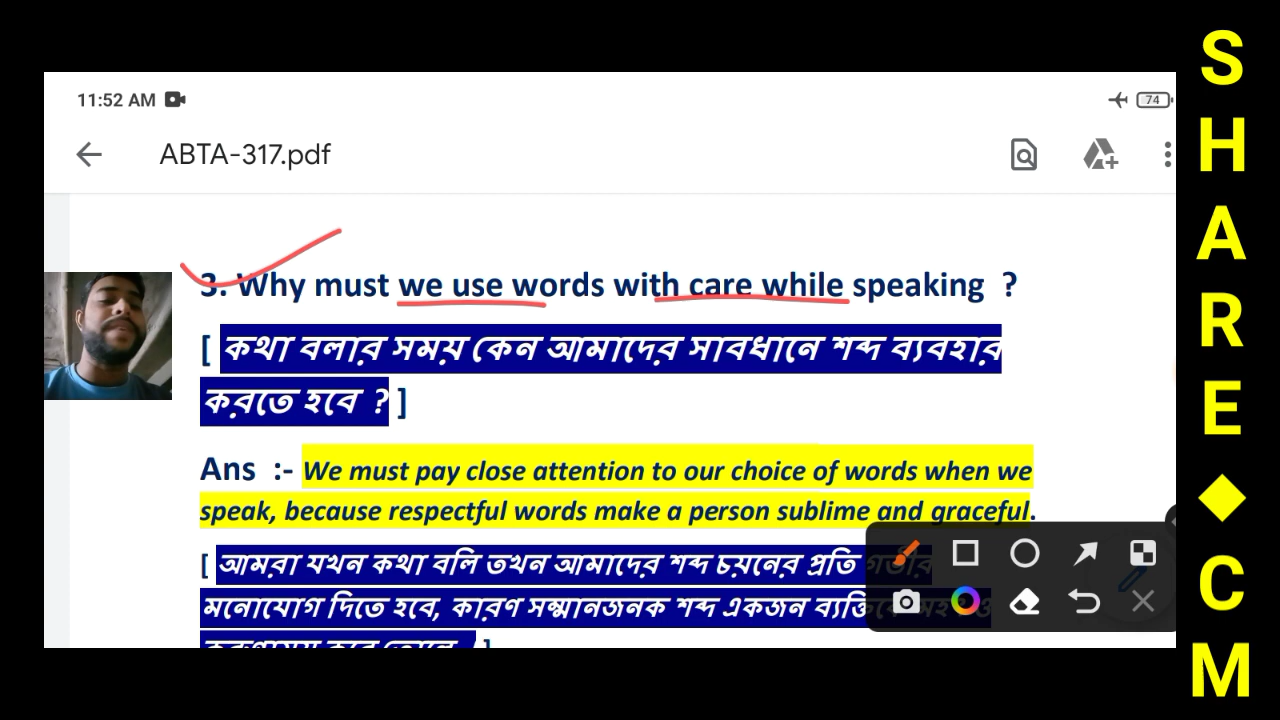 11:52 AM
74
ABTA-317.pdf
3. Why must we use words with care while speaking ?
[ কথা বলার সময় কেন আমাদের সাবধানে শব্দ ব্যবহার
করতে হবে ? ]
Ans :- We must pay close attention to our choice of words when we
speak, because respectful words make a person sublime and graceful.
[ আমরা যখন কথা বলি তখন আমাদের শব্দ চয়নের প্রতি গভীর
মনোযোগ দিতে হবে, কারণ সম্মানজনক শব্দ একজন ব্যক্তিকে
]
SHARE◆CM